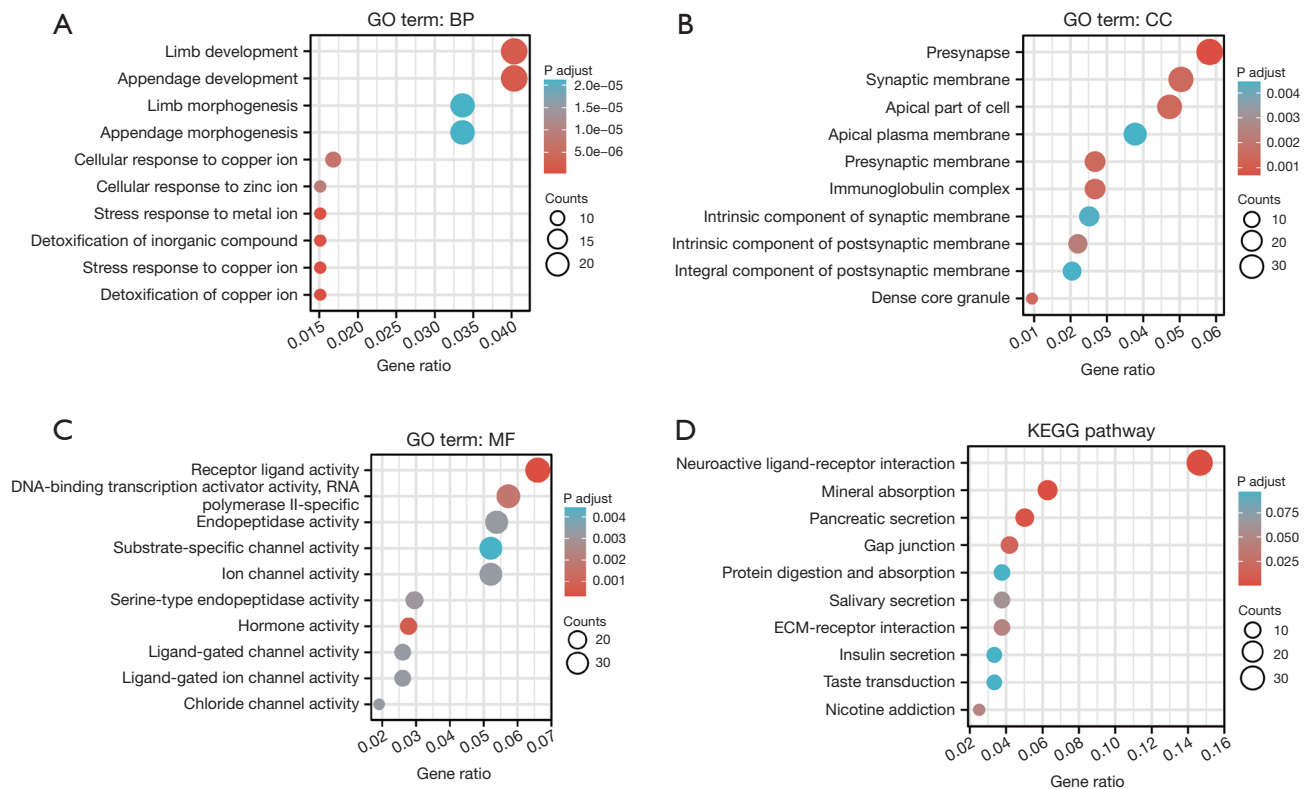 A
GO term: BP
Limb development
Appendage development
Limb morphogenesis
Appendage morphogenesis
Cellular response to copper ion
Cellular response to zinc ion
Stress response to metal ion
Detoxification of inorganic compound
Stress response to copper ion
Detoxification of copper ion
0.015 0.020 0.025 0.030 0.035 0.040
Gene ratio
P adjust
2.0e−05
1.5e−05
1.0e−05
5.0e−06
Counts
10
15
20
B
GO term: CC
Presynapse
Synaptic membrane
Apical part of cell
Apical plasma membrane
Presynaptic membrane
Immunoglobulin complex
Intrinsic component of synaptic membrane
Intrinsic component of postsynaptic membrane
Integral component of postsynaptic membrane
Dense core granule
0.01 0.02 0.03 0.04 0.05 0.06
Gene ratio
P adjust
0.004
0.003
0.002
0.001
Counts
10
20
30
C
GO term: MF
Receptor ligand activity
DNA-binding transcription activator activity, RNA
polymerase II-specific
Endopeptidase activity
Substrate-specific channel activity
Ion channel activity
Serine-type endopeptidase activity
Hormone activity
Ligand-gated channel activity
Ligand-gated ion channel activity
Chloride channel activity
0.02 0.03 0.04 0.05 0.06 0.07
Gene ratio
P adjust
0.004
0.003
0.002
0.001
Counts
20
30
D
KEGG pathway
Neuroactive ligand-receptor interaction
Mineral absorption
Pancreatic secretion
Gap junction
Protein digestion and absorption
Salivary secretion
ECM-receptor interaction
Insulin secretion
Taste transduction
Nicotine addiction
0.02 0.04 0.06 0.08 0.10 0.12 0.14 0.16
Gene ratio
P adjust
0.075
0.050
0.025
Counts
10
20
30